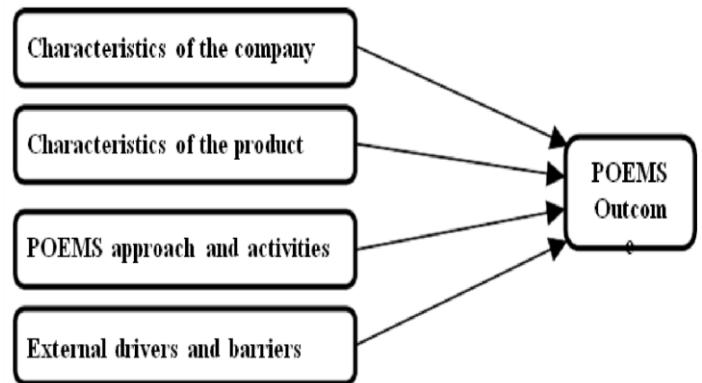 Characteristics of the company
Characteristics of the product
POEMS approach and activities
External drivers and barriers
POEMS
Outcom
e